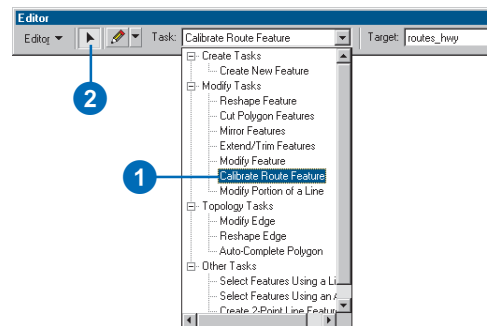 Editor
Editor Task: Calibrate Route Feature Target: routes_hwy
Create Tasks
Create New Feature
2
Modify Tasks
Reshape Feature
Cut Polygon Features
Mirror Features
Extend/Trim Features
Modify Feature
1
Calibrate Route Feature
Modify Portion of a Line
Topology Tasks
Modify Edge
Reshape Edge
Auto-Complete Polygon
Other Tasks
Select Features Using a Li
Select Features Using an
Create 2-Point Line Featur